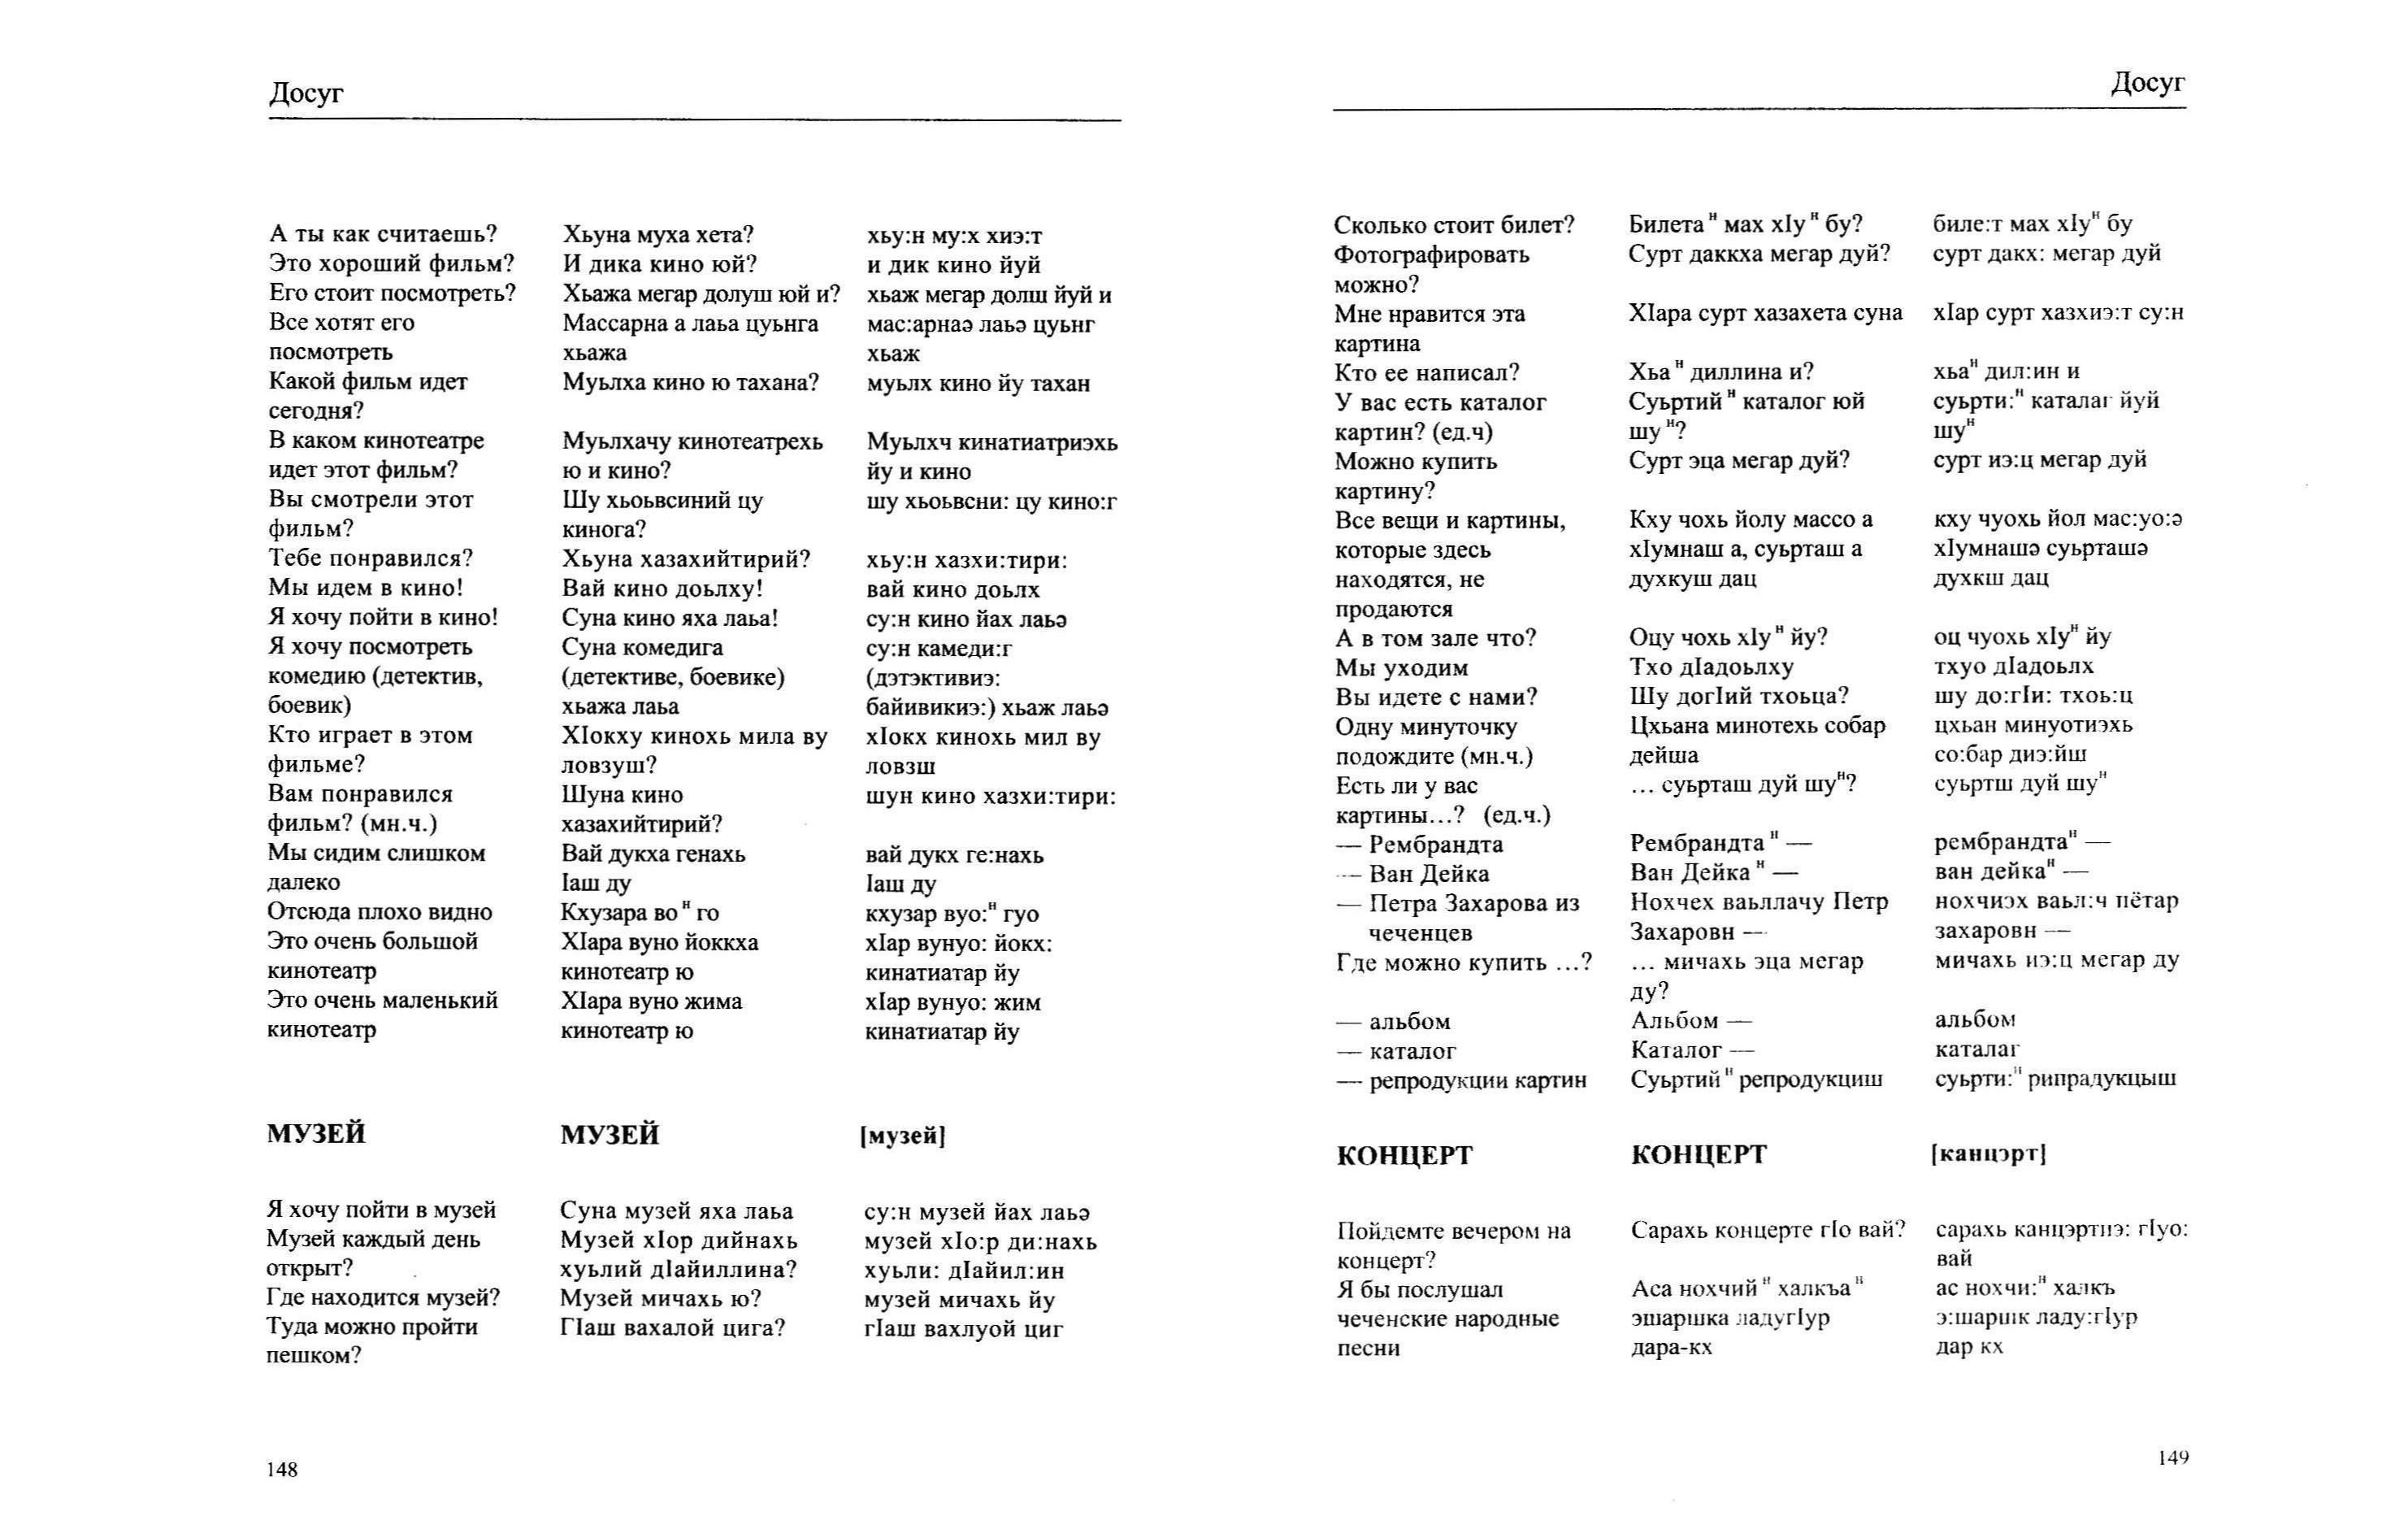 Досуг
А ты как считаешь? Хьуна муха хета? хьу:н му:х хиэ:т
Это хороший фильм? И дика кино юй? и дик кино йуй
Его стоит посмотреть? Хьажа мегар долуш юй и? хьаж мегар долш йуй и
Все хотят его Массарна а лаьа цуьнга мас:арнаэ лаьэ цуьнг
посмотреть хьажа хьаж
Какой фильм идет Муьлха кино ю тахана? муьлх кино йу тахан
сегодня?
В каком кинотеатре Муьлхачу кинотеатрехь Муьлхч кинатиатриэхь
идет этот фильм? ю и кино? йу и кино
Вы смотрели этот Шу хьоьвсиний цу шу хьоьвсни: цу кино:г
фильм? кинога?
Тебе понравился? Хьуна хазахийтирий? хьу:н хазхи:тири:
Мы идем в кино! Вай кино доьлху! вай кино доьлх
Я хочу пойти в кино! Суна кино яха лаьа! су:н кино йах лаьэ
Я хочу посмотреть Суна комедига су:н камеди:г
комедию (детектив, (детективе, боевике) (дэтэктивиэ:
боевик) хьажа лаьа байивикиэ:) хьаж лаьэ
Кто играет в этом ХIокху кинохь мила ву хIокх кинохь мил ву
фильме? ловзуш? ловзш
Вам понравился Шуна кино шун кино хазхи:тири:
фильм? (мн.ч.) хазахийтирий?
Мы сидим слишком Вай дукха генахь вай дукх ге:нахь
далеко Iаш ду Iаш ду
Отсюда плохо видно Кхузара во ᴴ го кхузар вуо:ᴴ гуо
Это очень большой ХIара вуно йоккха хIар вунуо: йокх:
кинотеатр кинотеатр ю кинатиатар йу
Это очень маленький ХIара вуно жима хIар вунуо: жим
кинотеатр кинотеатр ю кинатиатар йу
МУЗЕЙ МУЗЕЙ [музей]
Я хочу пойти в музей Суна музей яха лаьа су:н музей йах лаьэ
Музей каждый день Музей хIор дийнахь музей хIо:р ди:нахь
открыт? хуьлий дIайиллина? хуьли: дIайил:ин
Где находится музей? Музей мичахь ю? музей мичахь йу
Туда можно пройти ГIаш вахалой цига? гIаш вахлуой циг
пешком?
148
Досуг
Сколько стоит билет? Билета ᴴ мах хIу ᴴ бу? биле:т мах хIуᴴ бу
Фотографировать Сурт даккха мегар дуй? сурт дакх: мегар дуй
можно?
Мне нравится эта ХIара сурт хазахета суна хIар сурт хазхиэ:т су:н
картина
Кто ее написал? Хьа ᴴ диллина и? хьаᴴ дил:ин и
У вас есть каталог Суьртий ᴴ каталог юй суьрти:ᴴ каталаг йуй
картин? (ед.ч) шу ᴴ? шуᴴ
Можно купить Сурт эца мегар дуй? сурт иэ:ц мегар дуй
картину?
Все вещи и картины, Кху чохь йолу массо а кху чуохь йол мас:уо:э
которые здесь хIумнаш а, суьрташ а хIумнашэ суьрташэ
находятся, не духкуш дац духкш дац
продаются
А в том зале что? Оцу чохь хIу ᴴ йу? оц чуохь хIуᴴ йу
Мы уходим Тхо дIадоьлху тхуо дIадоьлх
Вы идете с нами? Шу догIий тхоьца? шу до:гIи: тхоь:ц
Одну минуточку Цхьана минотехь собар цхьан минуотиэхь
подождите (мн.ч.) дейша со:бар диэ:йш
Есть ли у вас ... суьрташ дуй шуᴴ? суьртш дуй шуᴴ
картины...? (ед.ч.)
— Рембрандта Рембрандта ᴴ — рембрандтаᴴ —
— Ван Дейка Ван Дейка ᴴ — ван дейкаᴴ —
— Петра Захарова из Нохчех ваьллачу Петр нохчиэх ваьл:ч пётар
чеченцев Захаровн — захаровн —
Где можно купить ...? ... мичахь эца мегар мичахь иэ:ц мегар ду
ду?
— альбом Альбом — альбом
— каталог Каталог — каталаг
— репродукции картин Суьртий ᴴ репродукциш суьрти:ᴴ рипрадукцыш
КОНЦЕРТ КОНЦЕРТ [канцэрт]
Пойдемте вечером на Сарахь концерте гIо вай? сарахь канцэртиэ: гIуо:
концерт? вай
Я бы послушал Аса нохчий ᴴ халкъа ᴴ ас нохчи:ᴴ халкъ
чеченские народные эшаршка ладугIур э:шаршк ладу:гIур
песни дара-кх дар кх
149